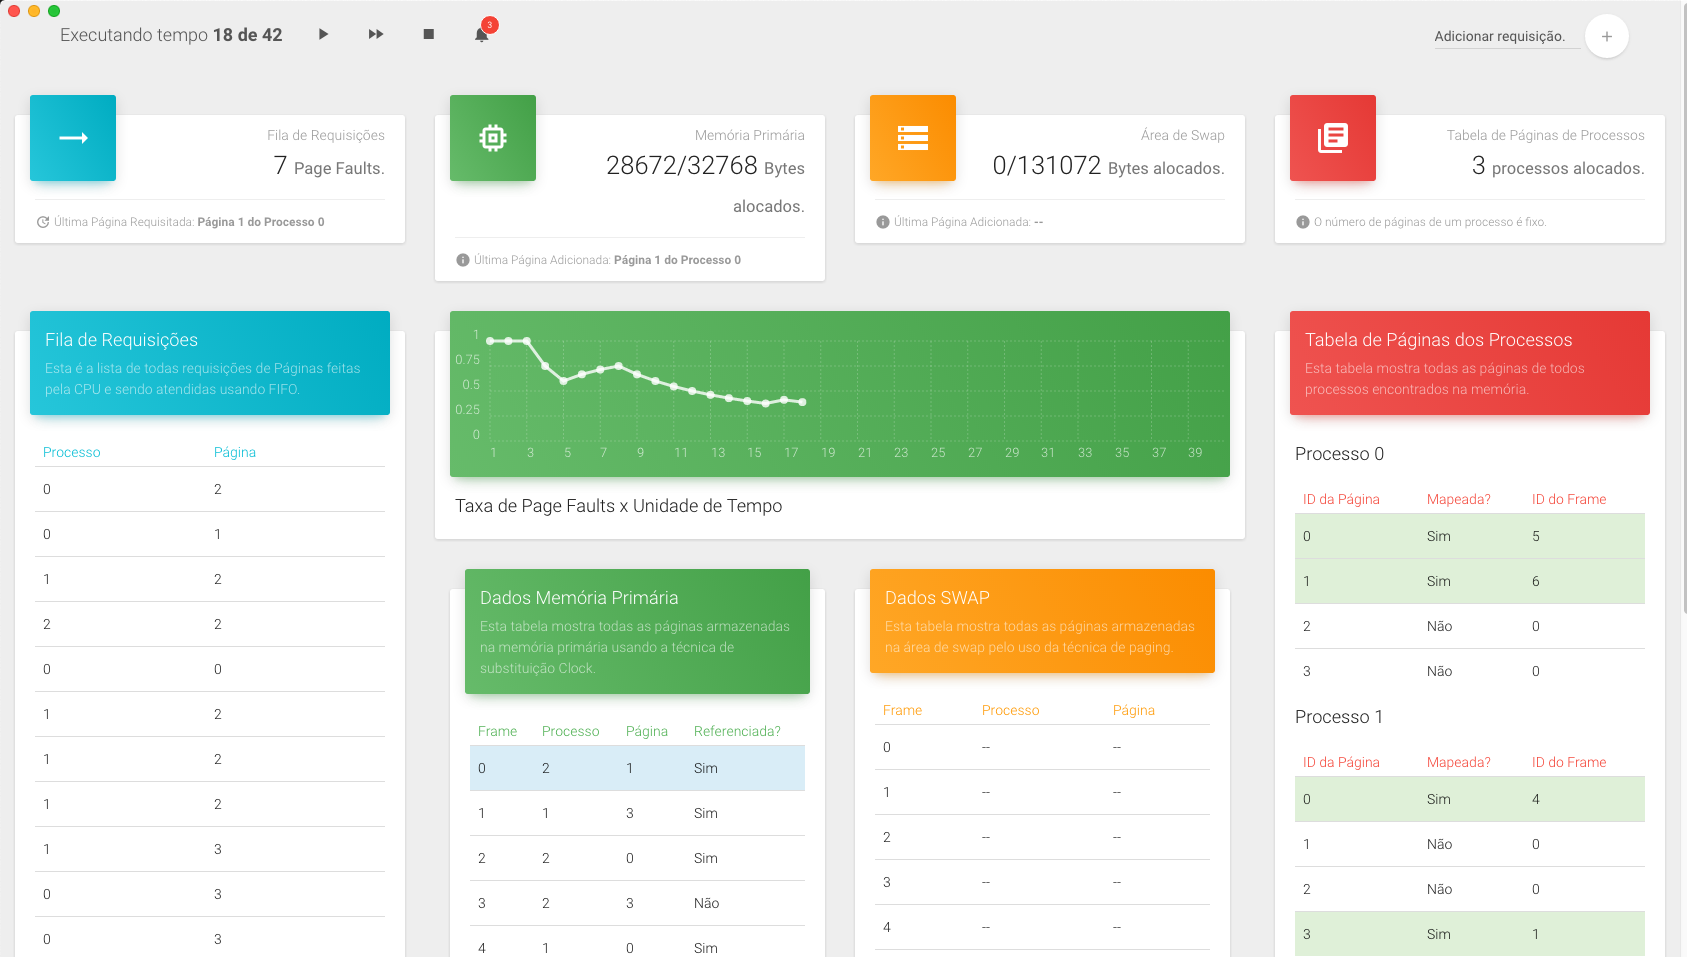 Executando tempo 18 de 42
3
Adicionar requisição.
Fila de Requisições
7 Page Faults.
Última Página Requisitada: Página 1 do Processo 0
Memória Primária
28672/32768 Bytes
alocados.
Última Página Adicionada: Página 1 do Processo 0
Área de Swap
0/131072 Bytes alocados.
Última Página Adicionada: --
Tabela de Páginas de Processos
3 processos alocados.
O número de páginas de um processo é fixo.
Fila de Requisições
Esta é a lista de todas requisições de Páginas feitas
pela CPU e sendo atendidas usando FIFO.
Processo Página
0 2
0 1
1 2
2 2
0 0
1 2
1 2
1 2
1 3
0 3
0 3
1
0.75
0.5
0.25
0
1 3 5 7 9 11 13 15 17 19 21 23 25 27 29 31 33 35 37 39
Taxa de Page Faults x Unidade de Tempo
Dados Memória Primária
Esta tabela mostra todas as páginas armazenadas
na memória primária usando a técnica de
substituição Clock.
Frame Processo Página Referenciada?
0 2 1 Sim
1 1 3 Sim
2 2 0 Sim
3 2 3 Não
4 1 0 Sim
Dados SWAP
Esta tabela mostra todas as páginas armazenadas
na área de swap pelo uso da técnica de paging.
Frame Processo Página
0 -- --
1 -- --
2 -- --
3 -- --
4 -- --
Tabela de Páginas dos Processos
Esta tabela mostra todas as páginas de todos
processos encontrados na memória.
Processo 0
ID da Página Mapeada? ID do Frame
0 Sim 5
1 Sim 6
2 Não 0
3 Não 0
Processo 1
ID da Página Mapeada? ID do Frame
0 Sim 4
1 Não 0
2 Não 0
3 Sim 1